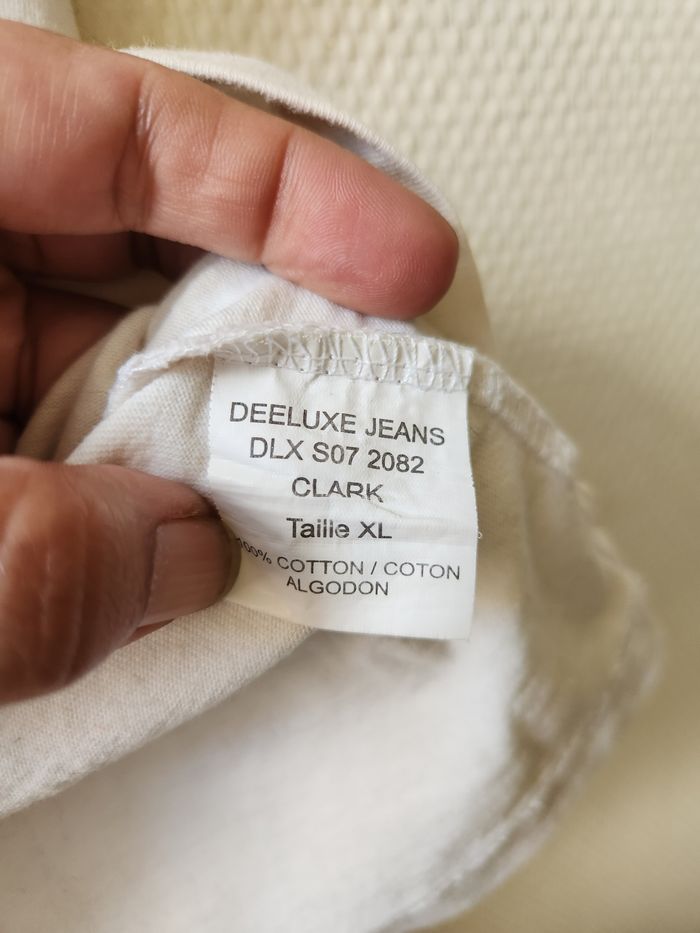 DEELUXE JEANS
DLX S07 2082
CLARK
Taille XL
100% COTTON / COTON
ALGODON